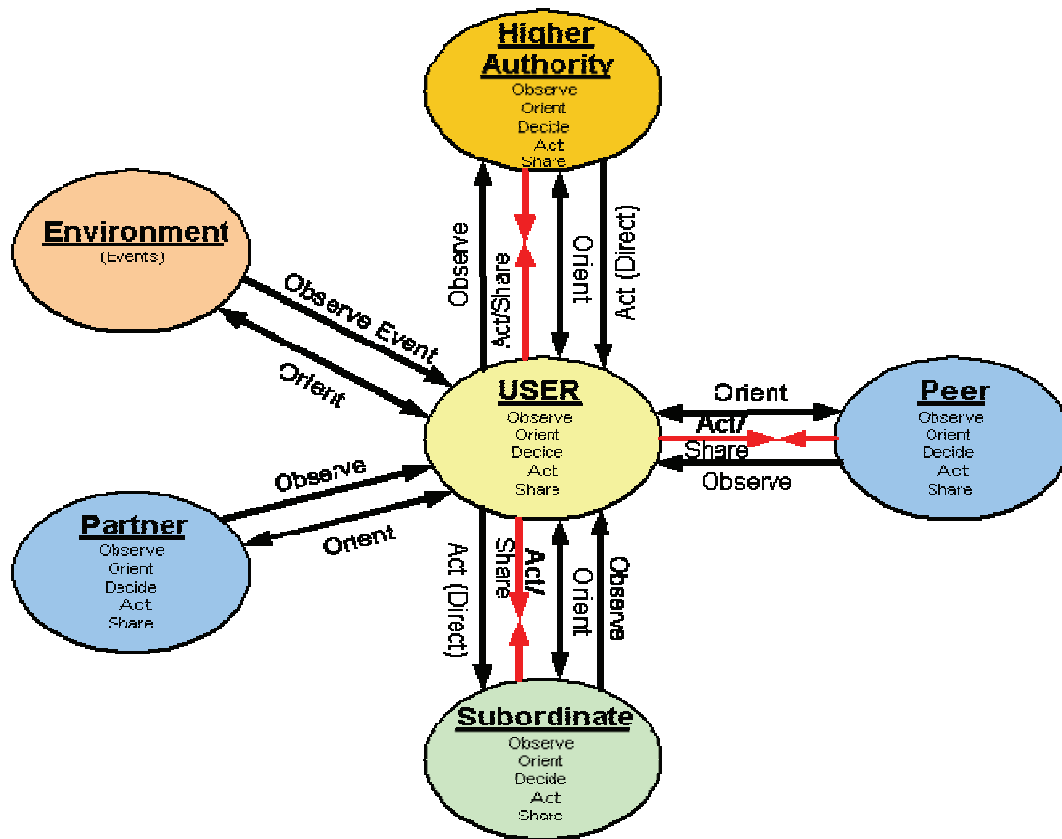 Higher
Authority
Observe
Orient
Decide
Act
Share
Environment
(Events)
Observe Event
Orient
Observe
Act/Share
Orient
Act (Direct)
USER
Observe
Orient
Decice
Act
Share
Orient
Act/
Share
Observe
Peer
Observe
Orient
Decide
Act
Share
Partner
Observe
Orient
Decide
Act
Share
Observe
Orient
Act (Direct)
Act/
Share
Orient
Observe
Subordinate
Observe
Orient
Decide
Act
Share